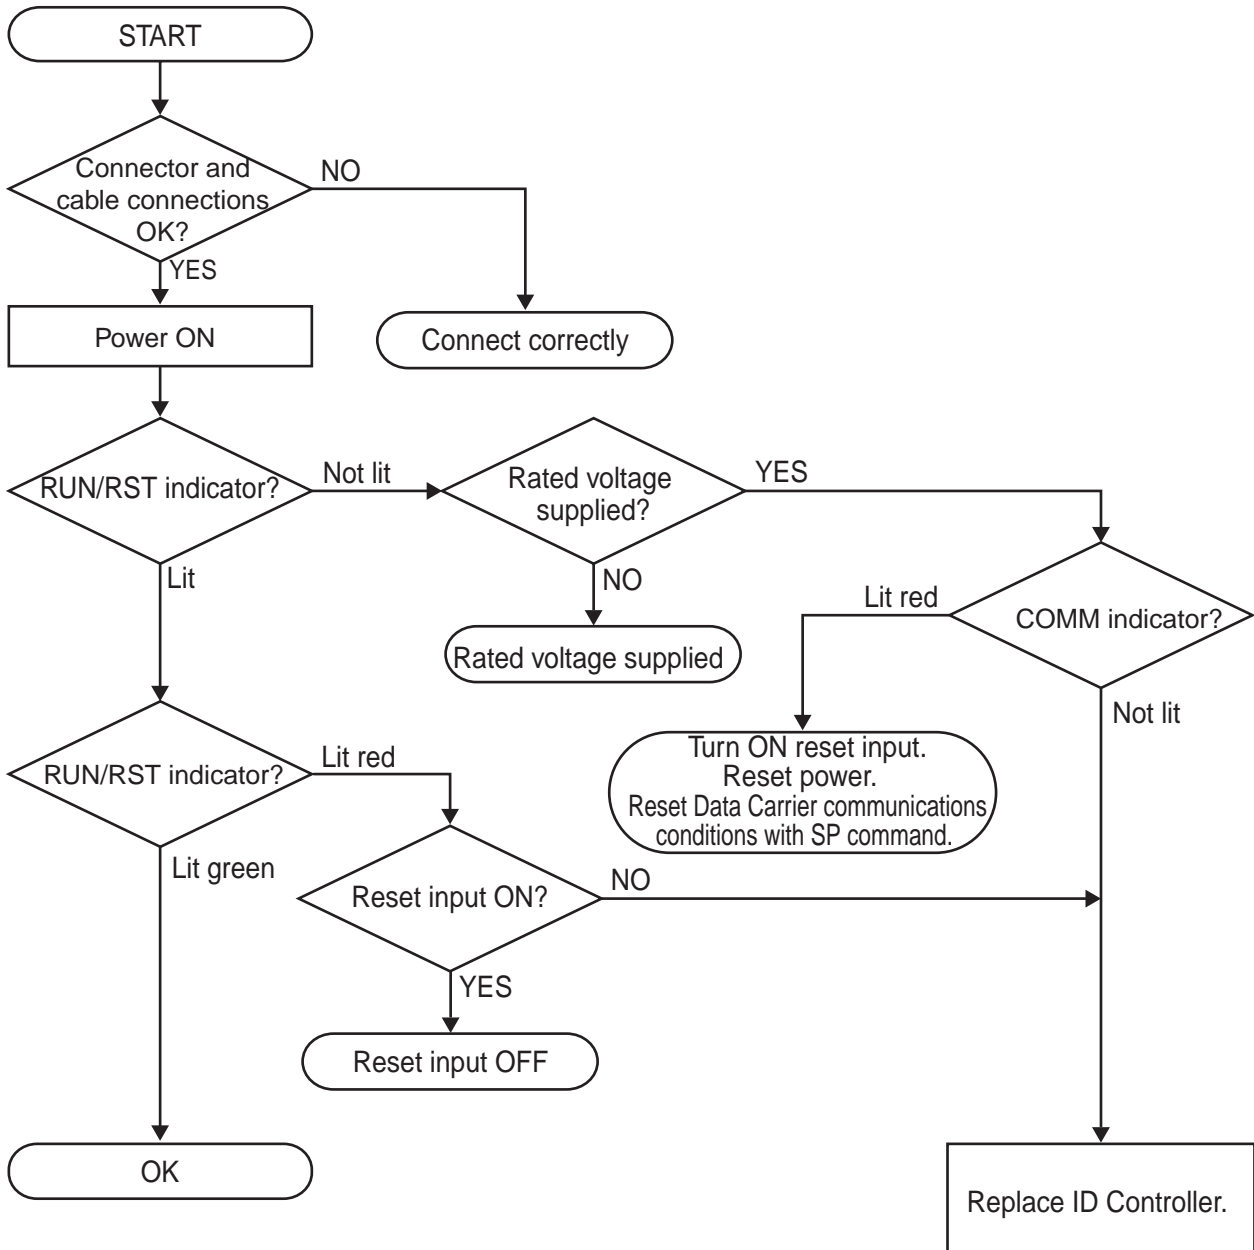 START
Connector and
cable connections
OK?
NO
YES
Power ON
Connect correctly
RUN/RST indicator?
Not lit
Rated voltage
supplied?
YES
Lit
NO
Rated voltage supplied
Lit red
COMM indicator?
Not lit
Turn ON reset input.
Reset power.
Reset Data Carrier communications
conditions with SP command.
RUN/RST indicator?
Lit red
Lit green
Reset input ON?
NO
YES
Reset input OFF
OK
Replace ID Controller.